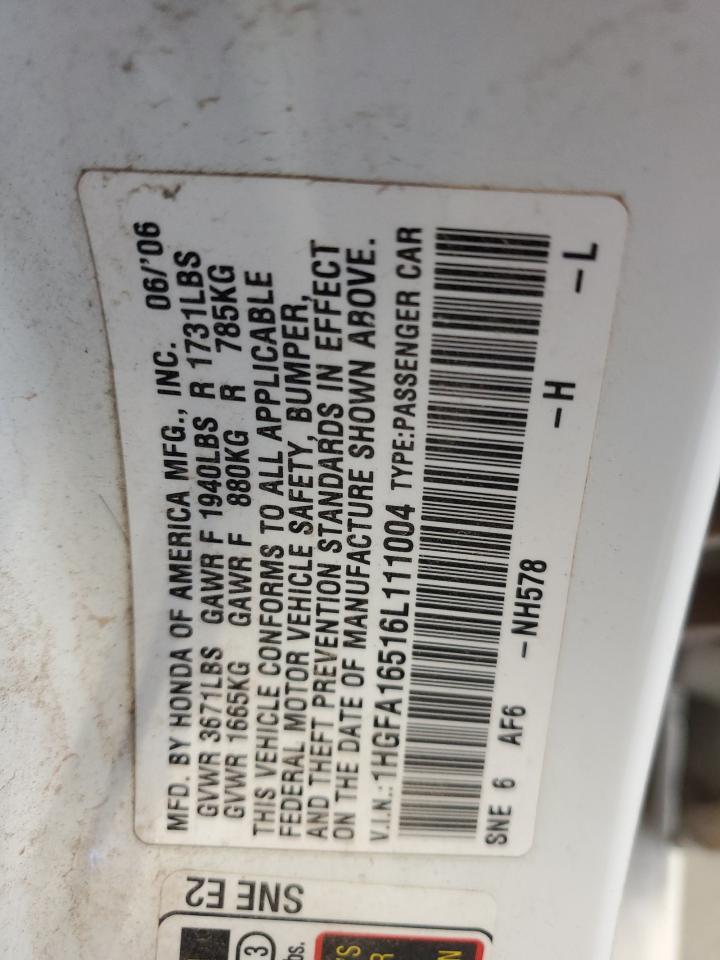 MFD. BY HONDA OF AMERICA MFG., INC. 06/'06
GVWR 3671LBS GAWR F 1940LBS R 1731LBS
GVWR 1665KG GAWR F 880KG R 785KG
THIS VEHICLE CONFORMS TO ALL APPLICABLE
FEDERAL MOTOR VEHICLE SAFETY, BUMPER,
AND THEFT PREVENTION STANDARDS IN EFFECT
ON THE DATE OF MANUFACTURE SHOWN ABOVE.
V.I.N.: 1HGFA16516L111004 TYPE:PASSENGER CAR
SNE 6 AF6 -NH578 -H -L
SNE E2
3
bs.